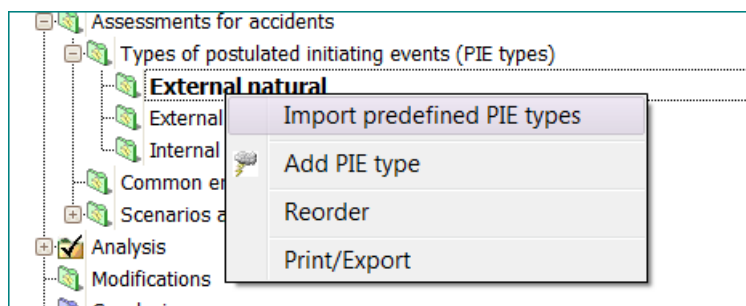 Assessments for accidents
Types of postulated initiating events (PIE types)
External natural
External
Import predefined PIE types
Internal
Add PIE type
Common
Scenarios
Reorder
Analysis
Print/Export
Modifications